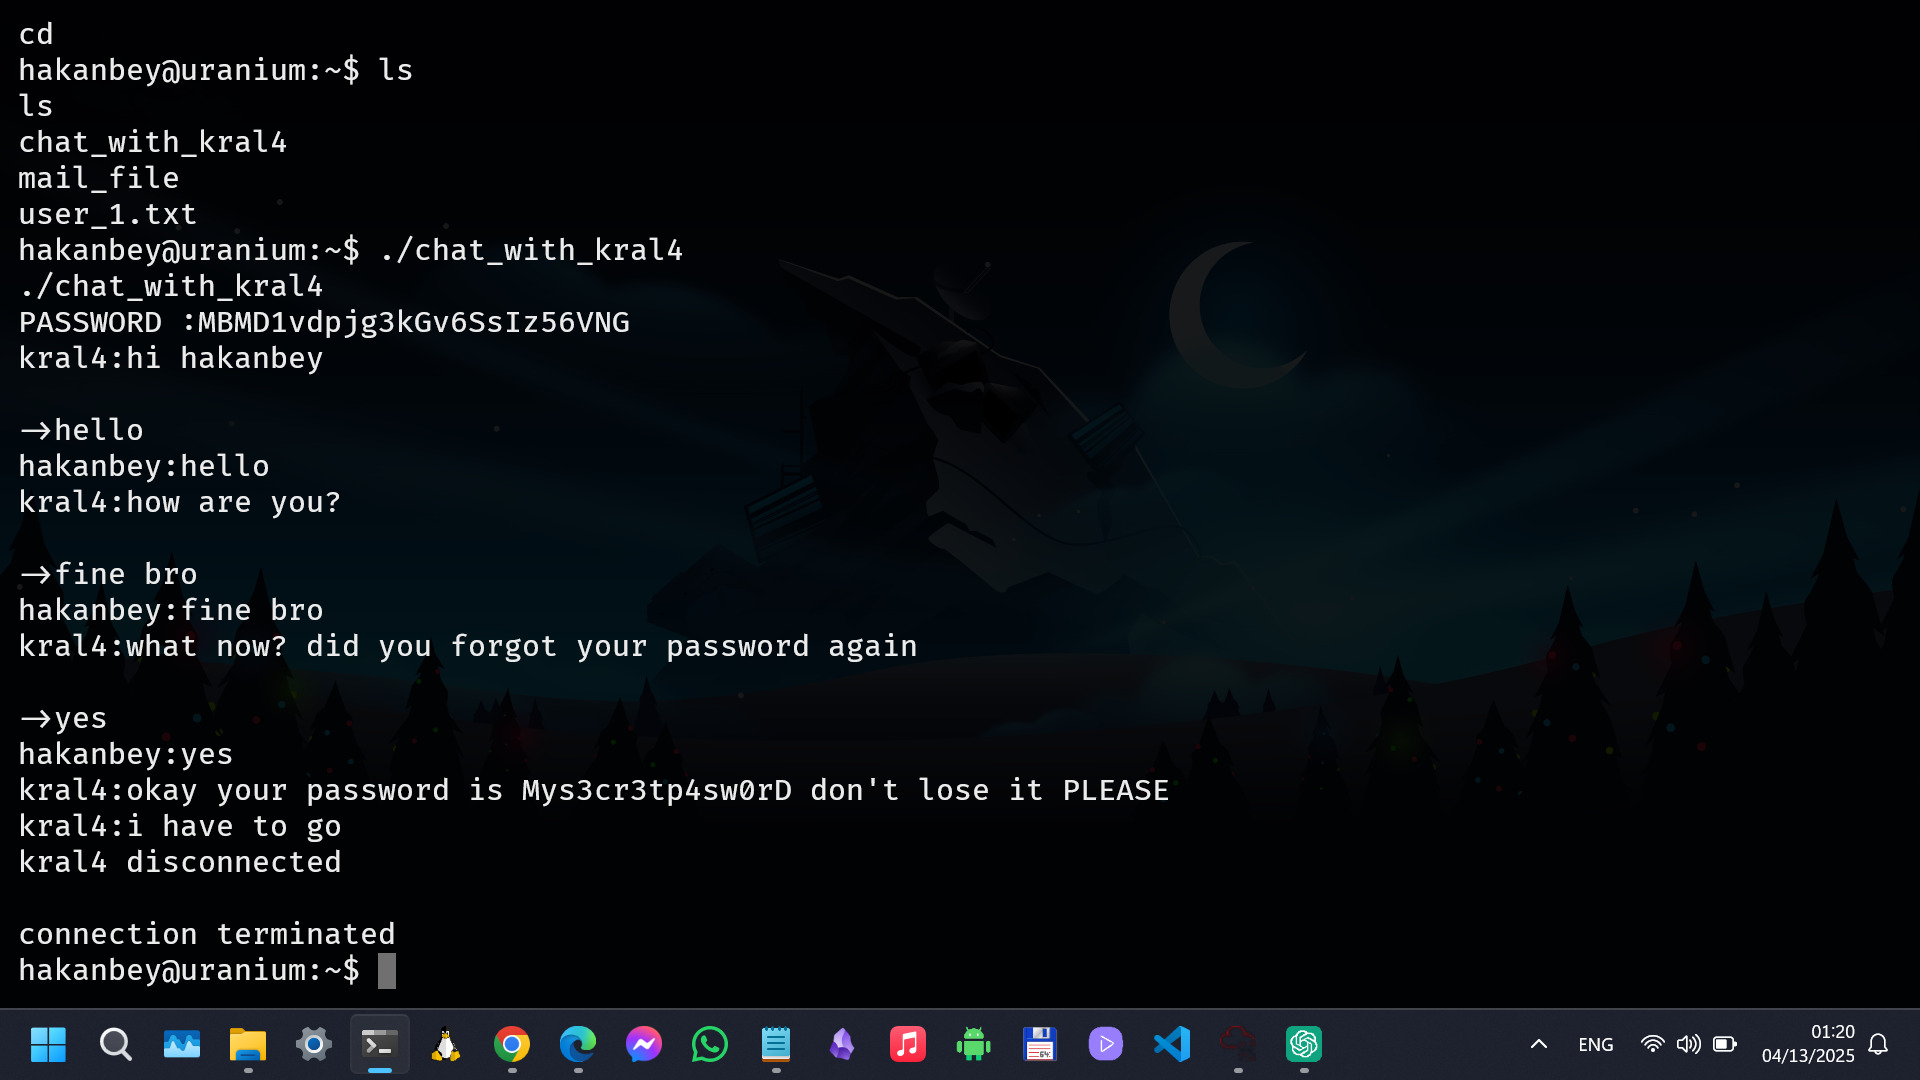 cd
hakanbey@uranium:~$ ls
ls
chat_with_kral4
mail_file
user_1.txt
hakanbey@uranium:~$ ./chat_with_kral4
./chat_with_kral4
PASSWORD :MBMD1vdpjg3kGv6SsIz56VNG
kral4:hi hakanbey
->hello
hakanbey:hello
kral4:how are you?
->fine bro
hakanbey:fine bro
kral4:what now? did you forgot your password again
->yes
hakanbey:yes
kral4:okay your password is Mys3cr3tp4sw0rD don't lose it PLEASE
kral4:i have to go
kral4 disconnected
connection terminated
hakanbey@uranium:~$
ENG
01:20
04/13/2025